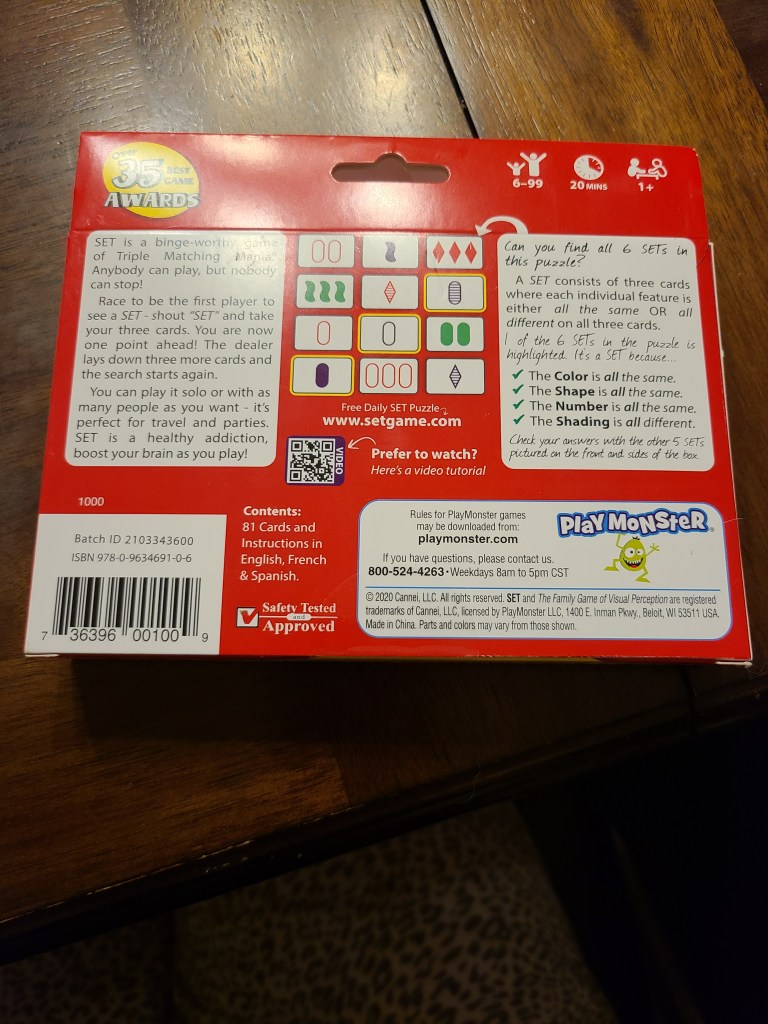 Over
35 BEST
GAME
AWARDS
6–99
20 MINS
1+
SET is a binge-worthy game
of Triple Matching Mania.
Anybody can play, but nobody
can stop!
Race to be the first player to
see a SET - shout "SET" and take
your three cards. You are now
one point ahead! The dealer
lays down three more cards and
the search starts again.
You can play it solo or with as
many people as you want - it's
perfect for travel and parties.
SET is a healthy addiction,
boost your brain as you play!
Free Daily SET Puzzle
www.setgame.com
VIDEO
Prefer to watch?
Here's a video tutorial
Can you find all 6 SETs in
this puzzle?
A SET consists of three cards
where each individual feature is
either all the same OR all
different on all three cards.
1 of the 6 SETs in the puzzle is
highlighted. It's a SET because...
✓ The Color is all the same.
✓ The Shape is all the same.
✓ The Number is all the same.
✓ The Shading is all different.
Check your answers with the other 5 SETs
pictured on the front and sides of the box.
1000
Batch ID 2103343600
ISBN 978-0-9634691-0-6
7 36396 00100 9
Contents:
81 Cards and
Instructions in
English, French
& Spanish.
Safety Tested
and
Approved
Rules for PlayMonster games
may be downloaded from:
playmonster.com
PLAY MONSTER
If you have questions, please contact us.
800-524-4263 • Weekdays 8am to 5pm CST
© 2020 Cannei, LLC. All rights reserved. SET and The Family Game of Visual Perception are registered
trademarks of Cannei, LLC, licensed by PlayMonster LLC, 1400 E. Inman Pkwy., Beloit, WI 53511 USA.
Made in China. Parts and colors may vary from those shown.